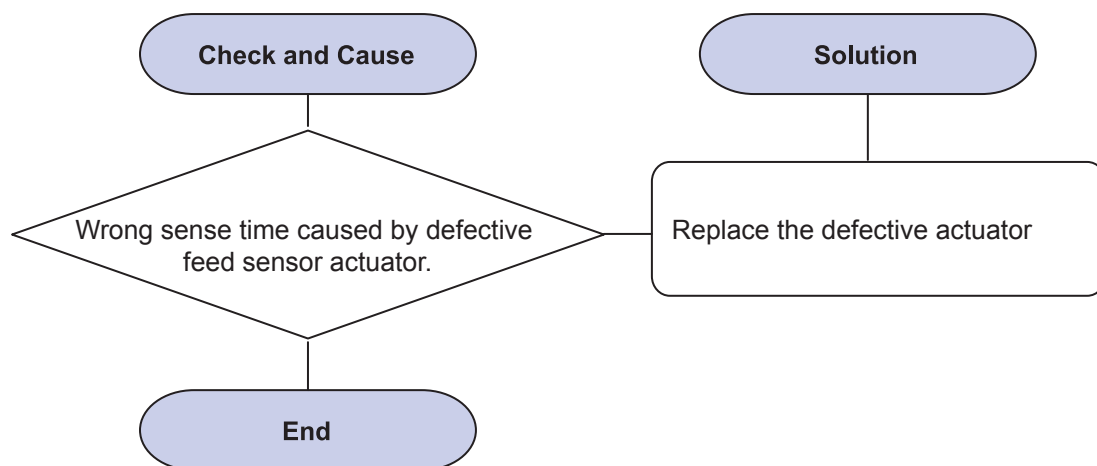 Check and Cause
Solution
Wrong sense time caused by defective
feed sensor actuator.
Replace the defective actuator
End